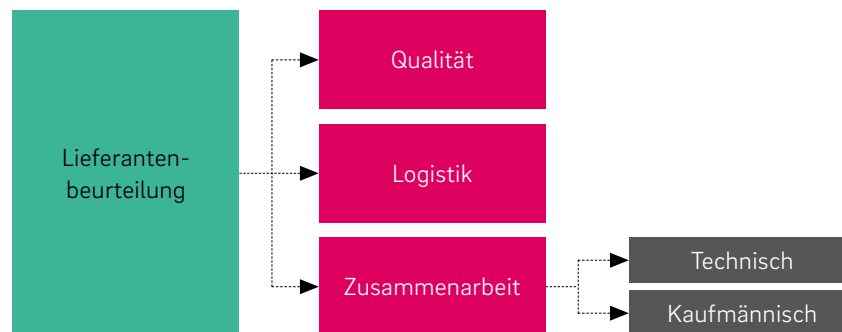 Lieferanten-
beurteilung
Qualität
Logistik
Zusammenarbeit
Technisch
Kaufmännisch